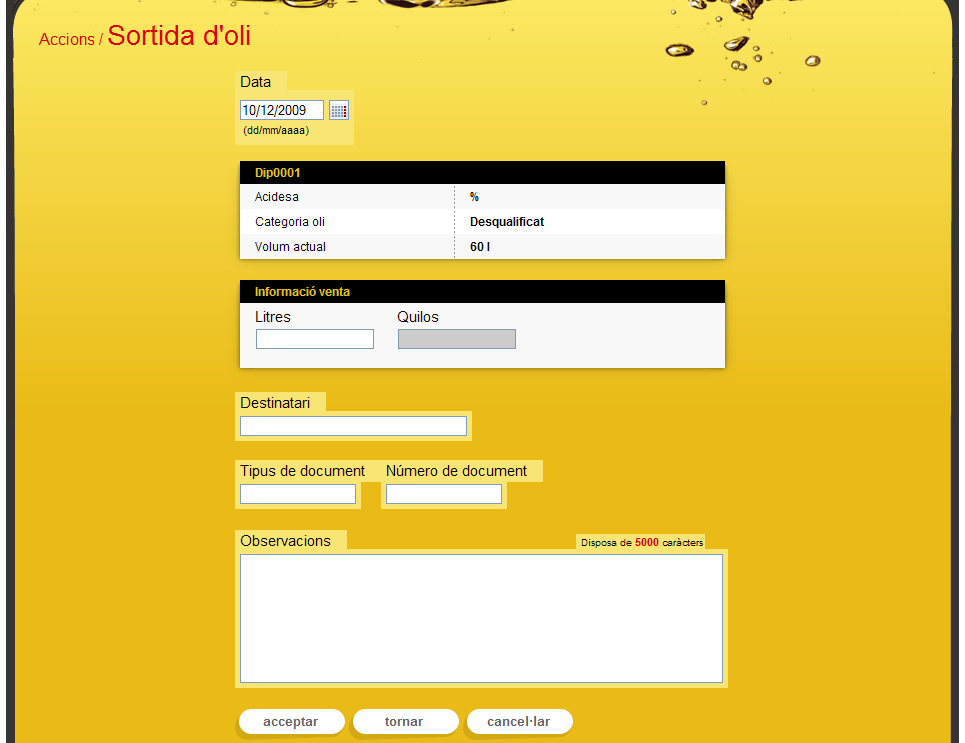 Accions / Sortida d'oli
Data
10/12/2009
(dd/mm/aaaa)
Dip0001
Acidesa %
Categoria oli Desqualificat
Volum actual 60 l
Informació venta
Litres Quilos
Destinatari
Tipus de document Número de document
Observacions Disposa de 5000 caràcters
acceptar tornar cancel·lar